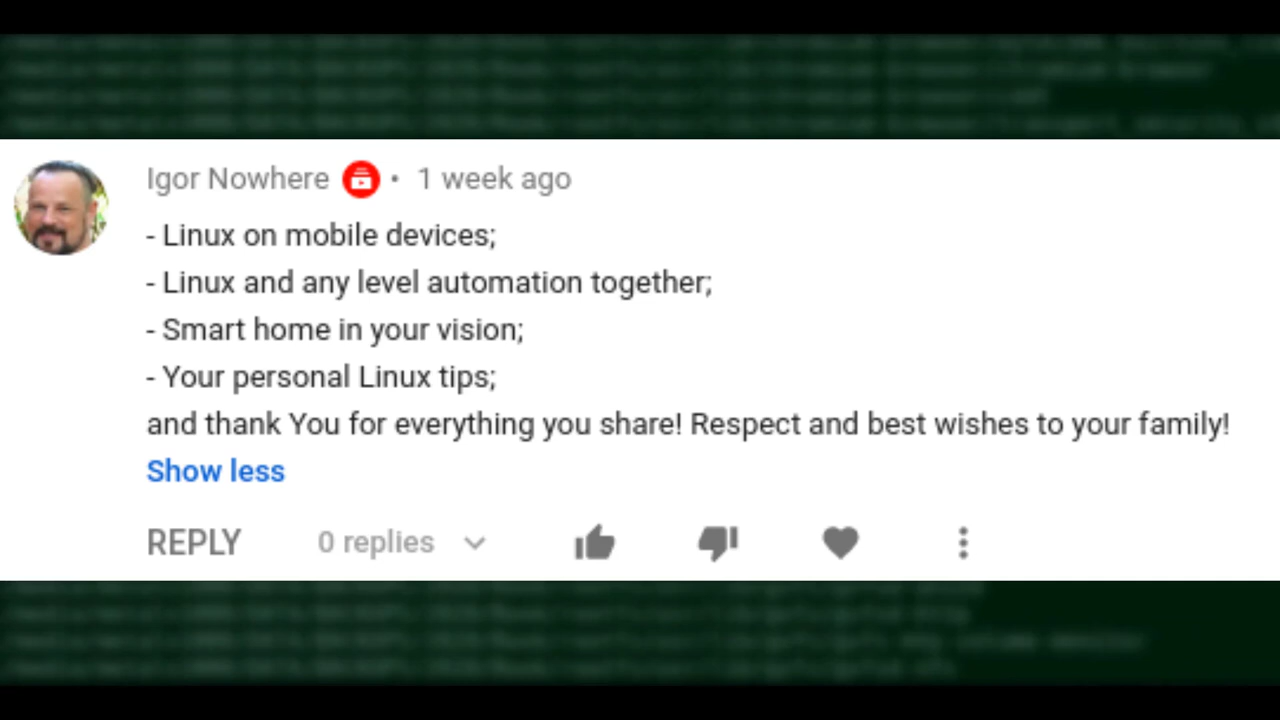 Igor Nowhere • 1 week ago
- Linux on mobile devices;
- Linux and any level automation together;
- Smart home in your vision;
- Your personal Linux tips;
and thank You for everything you share! Respect and best wishes to your family!
Show less
REPLY 0 replies